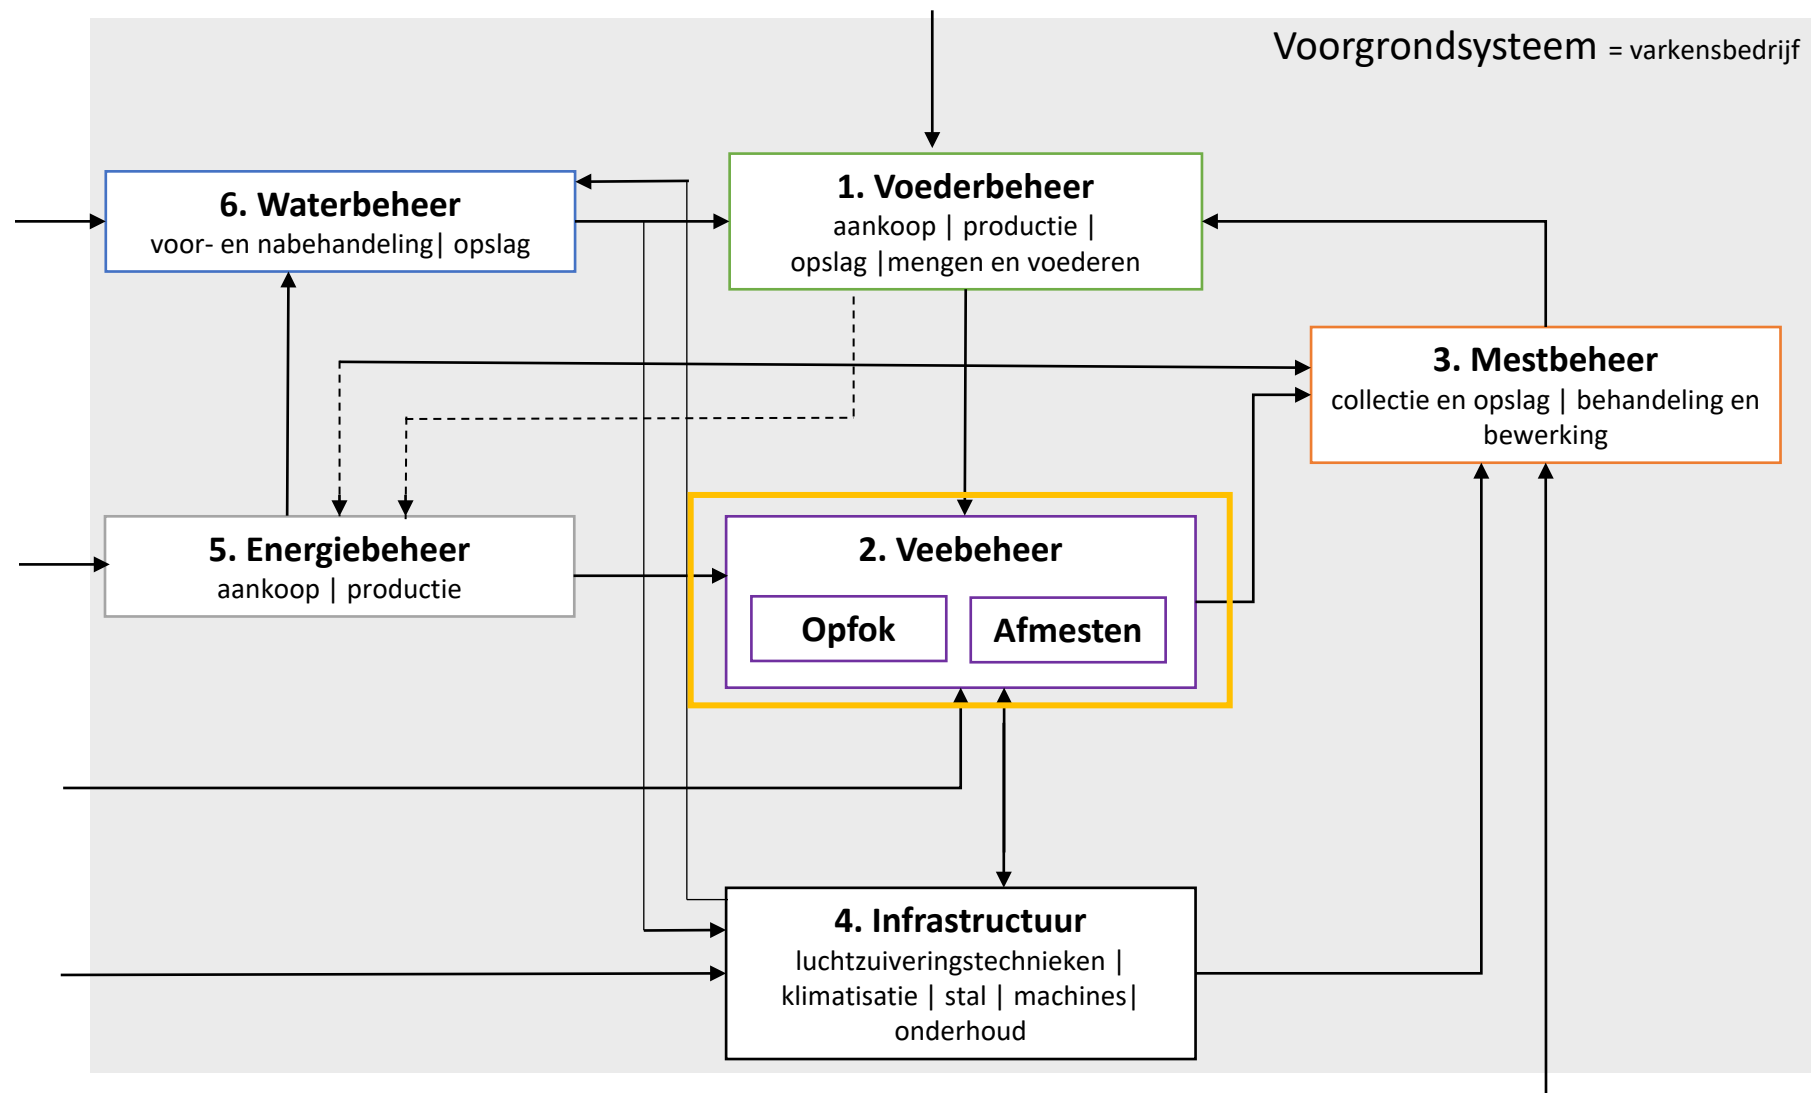 Voorgrondsysteem = varkensbedrijf
6. Waterbeheer
voor- en nabehandeling| opslag
1. Voederbeheer
aankoop | productie |
opslag |mengen en voederen
3. Mestbeheer
collectie en opslag | behandeling en
bewerking
5. Energiebeheer
aankoop | productie
2. Veebeheer
Opfok
Afmesten
4. Infrastructuur
luchtzuiveringstechnieken |
klimatisatie | stal | machines|
onderhoud